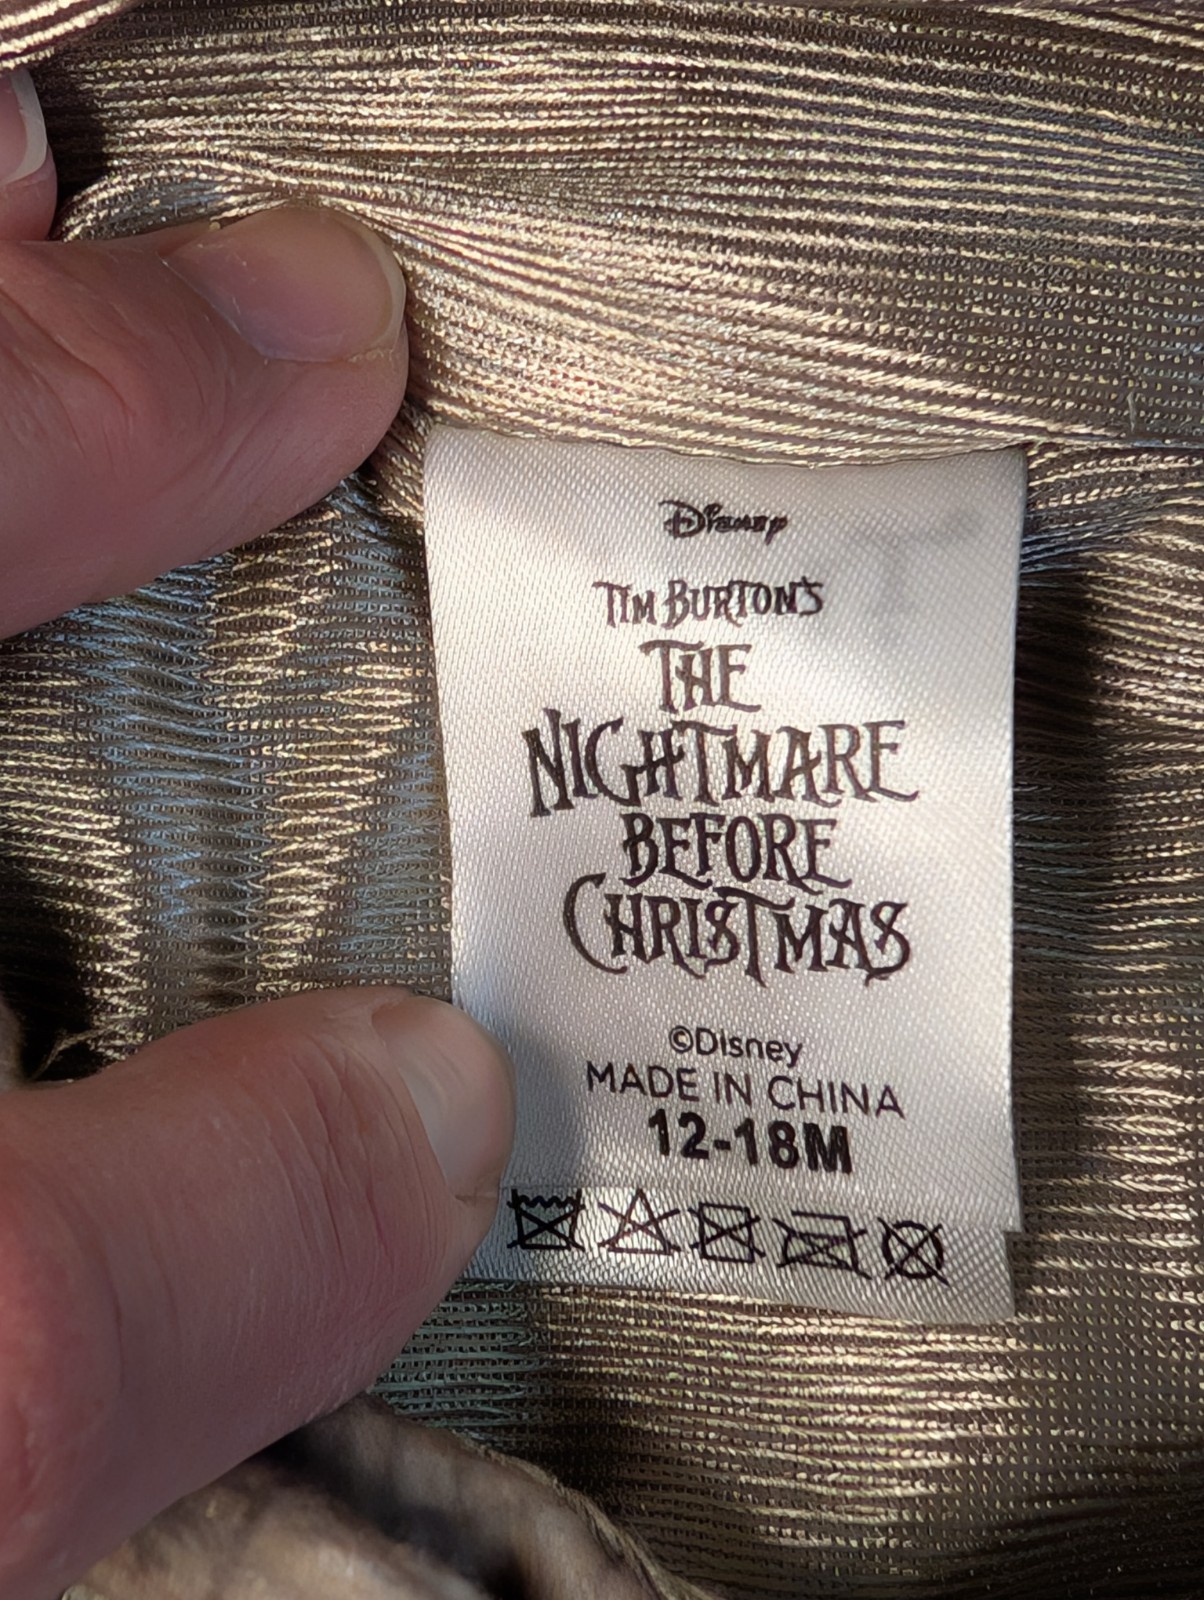 Disney
TIM BURTON'S
THE
NIGHTMARE
BEFORE
CHRISTMAS
©Disney
MADE IN CHINA
12-18M